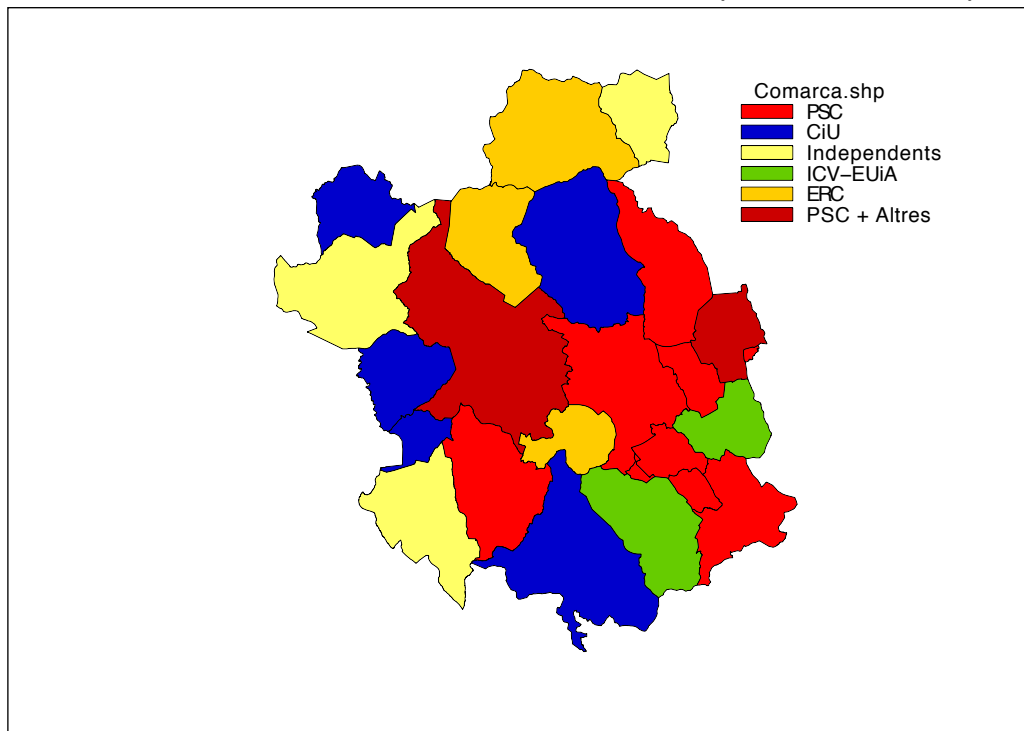 Comarca.shp
PSC
CiU
Independents
ICV-EUiA
ERC
PSC + Altres